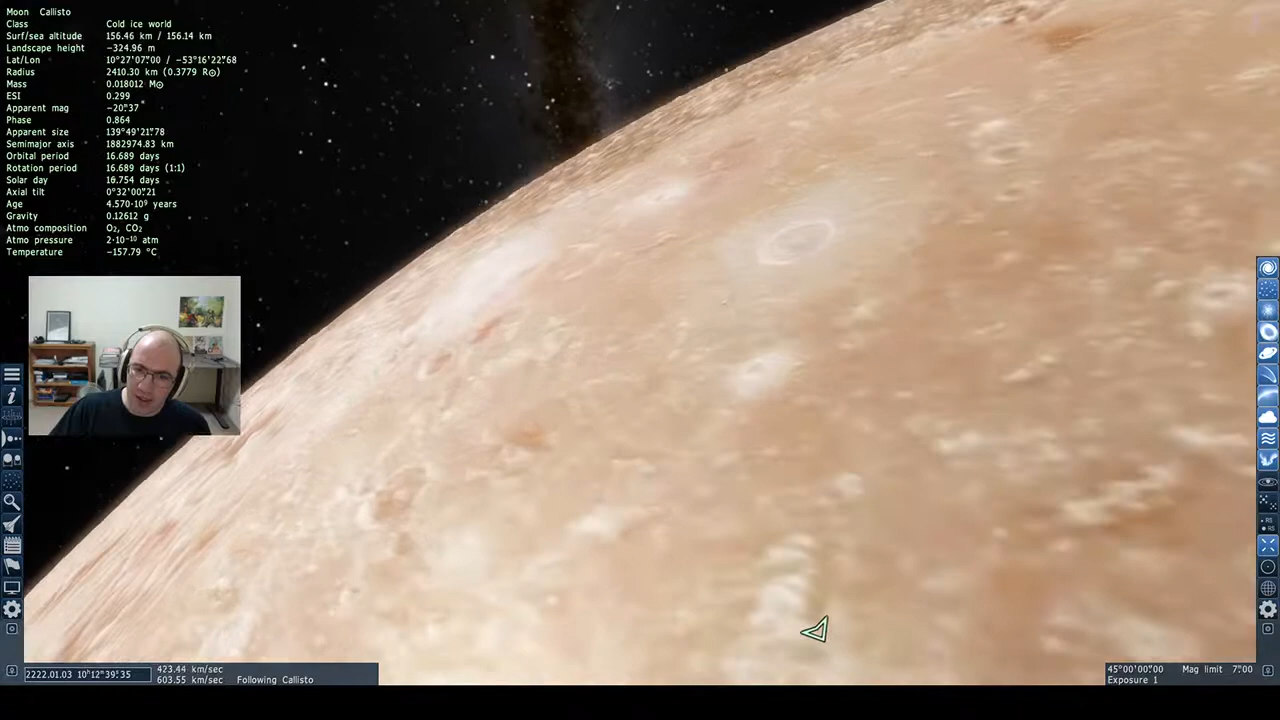 Moon Callisto
Class Cold ice world
Surf/sea altitude 156.46 km / 156.14 km
Landscape height −324.96 m
Lat/Lon 10°27'07".00 / −53°16'22".68
Radius 2410.30 km (0.3779 R⊙)
Mass 0.018012 M⊙
ESI 0.299
Apparent mag −20.37
Phase 0.864
Apparent size 139°49'21".78
Semimajor axis 1882974.83 km
Orbital period 16.689 days
Rotation period 16.689 days (1:1)
Solar day 16.754 days
Axial tilt 0°32'00".21
Age 4.570·10⁹ years
Gravity 0.12612 g
Atmo composition O₂, CO₂
Atmo pressure 2·10⁻¹⁰ atm
Temperature −157.79 °C
RS
RS
2222.01.03 10ʰ12ᵐ39ˢ.35
423.44 km/sec
603.55 km/sec Following Callisto
45°00'00".00 Mag limit 7.00
Exposure 1